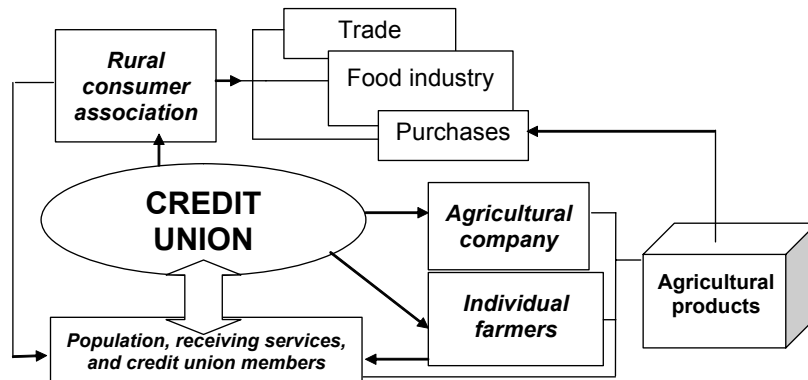 Trade
Rural
consumer
association
Food industry
Purchases
CREDIT
UNION
Agricultural
company
Agricultural
products
Individual
farmers
Population, receiving services,
and credit union members